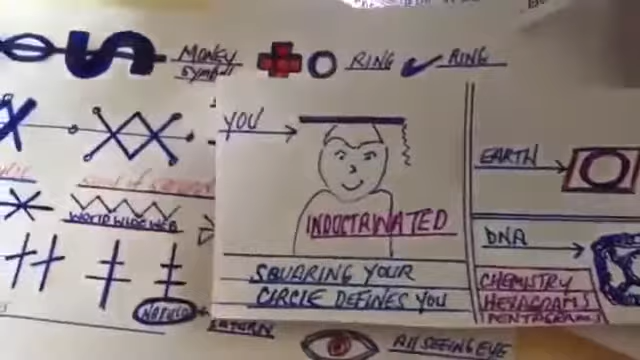 MONEY
SYMBOL
RING
RING
YOU
INDOCTRINATED
SQUARING YOUR
CIRCLE DEFINES YOU
EARTH
DNA
CHEMISTRY
HEXAGRAMS
PENTAGRAMS
WORLD WIDE WEB
ALL SEEING EYE